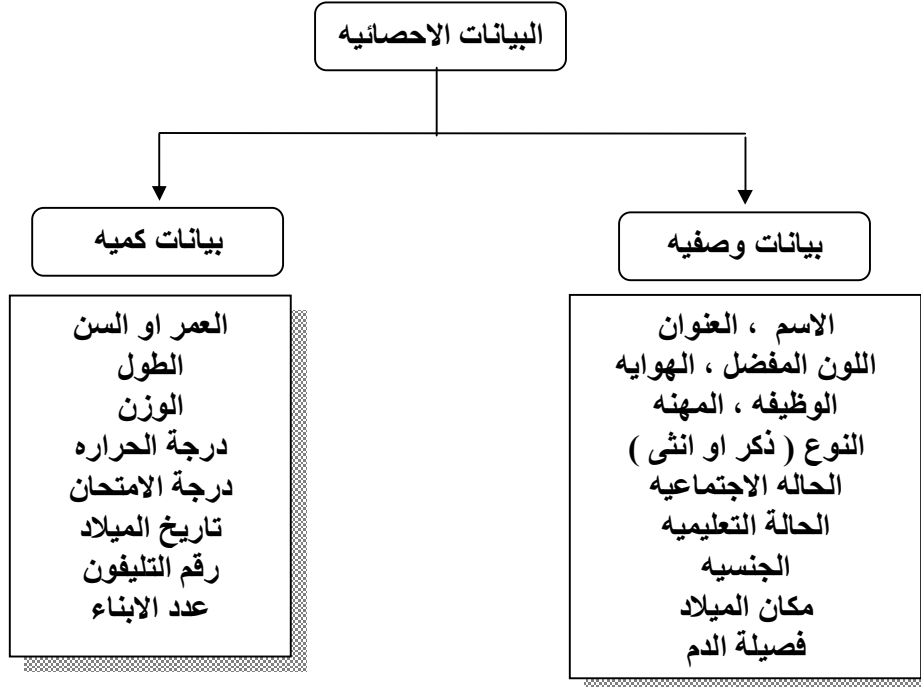 البيانات الاحصائيه
بيانات وصفيه
الاسم ، العنوان
اللون المفضل ، الهوايه
الوظيفه ، المهنه
النوع ( ذكر او انثى )
الحاله الاجتماعيه
الحالة التعليميه
الجنسيه
مكان الميلاد
فصيلة الدم
بيانات كميه
العمر او السن
الطول
الوزن
درجة الحراره
درجة الامتحان
تاريخ الميلاد
رقم التليفون
عدد الابناء